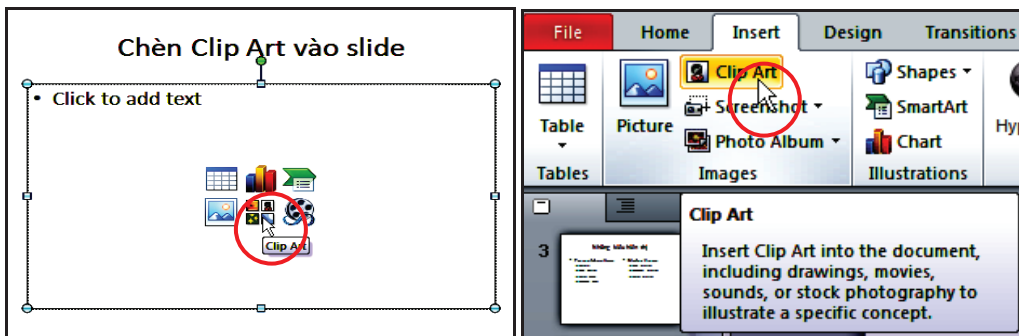 Chèn Clip Art vào slide
• Click to add text
Clip Art
File Home Insert Design Transitions
Table
Tables
Picture
Clip Art
Screenshot
Photo Album
Images
Shapes
SmartArt
Chart
Illustrations
Hyp
3
Clip Art
Insert Clip Art into the document,
including drawings, movies,
sounds, or stock photography to
illustrate a specific concept.